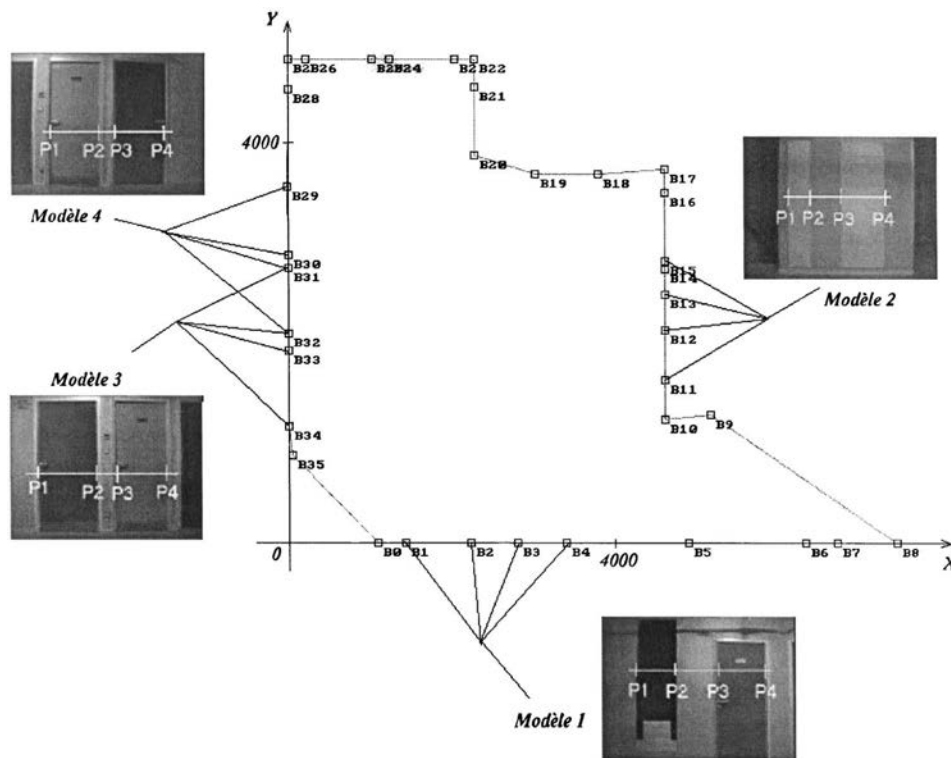 Y
B26
B24
B2
B22
B28
B21
4000
P1 P2 P3 P4
B20
B19
B18
B17
B29
B16
P1 P2 P3 P4
Modèle 4
B30
B31
B15
B14
B13
Modèle 2
B32
B12
B33
Modèle 3
B11
B34
B10
B9
B35
P1 P2 P3 P4
0
B0
B1
B2
B3
B4
4000
B5
B6
B7
B8
X
P1 P2 P3 P4
Modèle 1